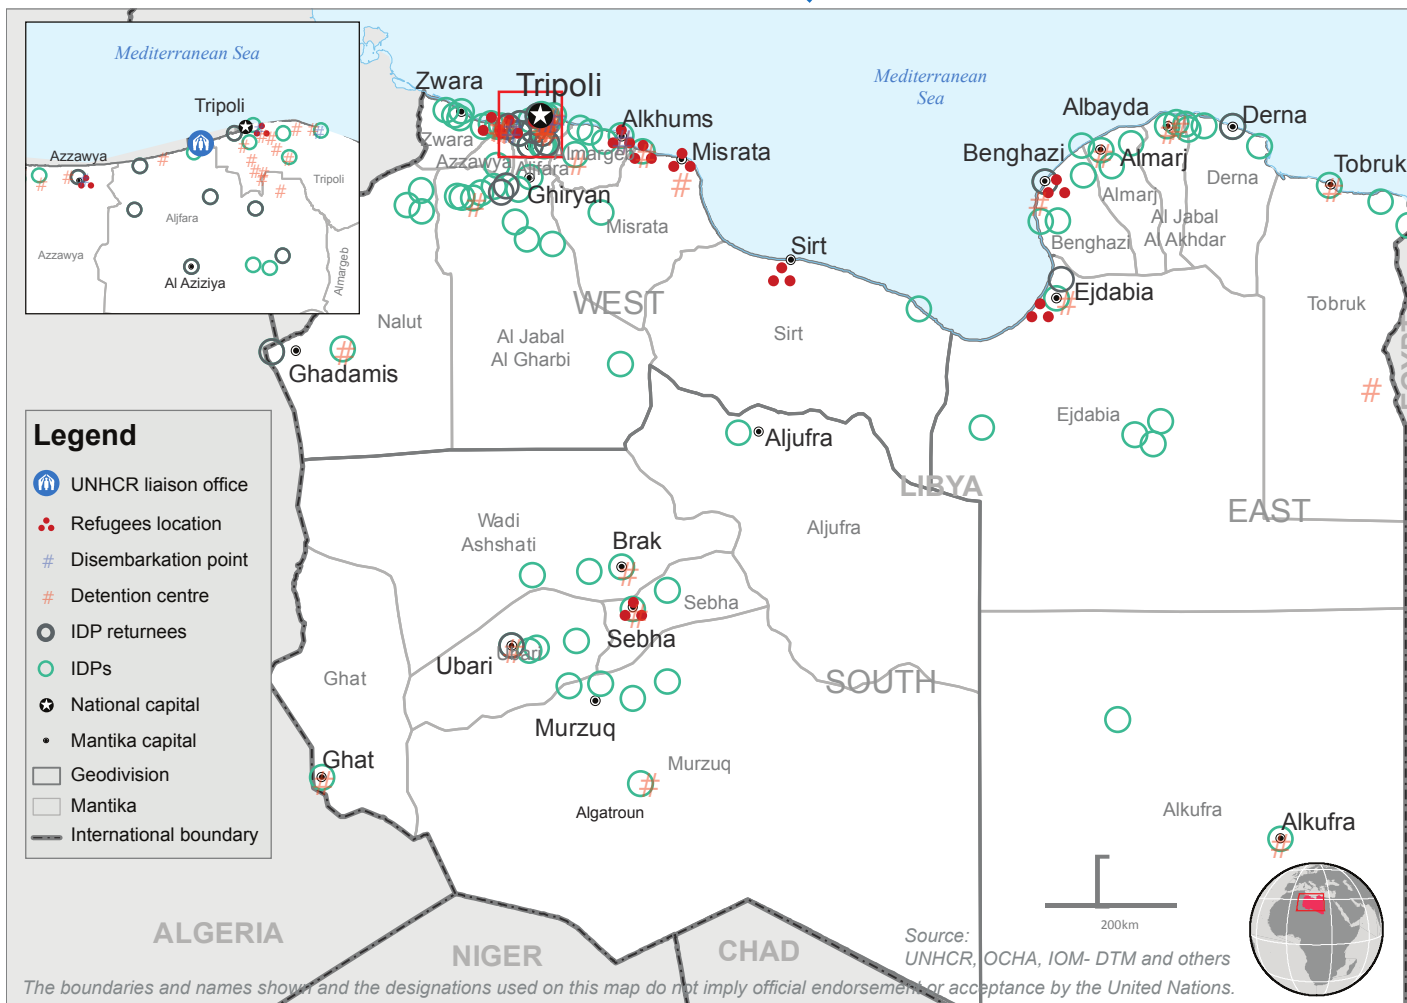 Mediterranean Sea
Tripoli
Azzawya
Tripoli
Aljfara
Azzawya
Almargeb
Al Aziziya
Mediterranean
Sea
Zwara
Tripoli
Alkhums
Misrata
Zwara
Azzawya
Almargeb
Aljfara
Ghiryan
Misrata
Albayda
Derna
Benghazi
Almarj
Tobruk
Derna
Almarj
Al Jabal
Al Akhdar
Benghazi
Sirt
Ejdabia
WEST
Tobruk
Nalut
Al Jabal
Al Gharbi
Sirt
Ghadamis
EGYPT
Ejdabia
Aljufra
LIBYA
EAST
Legend
UNHCR liaison office
Refugees location
Disembarkation point
Detention centre
IDP returnees
IDPs
National capital
Mantika capital
Geodivision
Mantika
International boundary
Wadi
Ashshati
Brak
Aljufra
Sebha
Sebha
Ubari
Ubari
Ghat
SOUTH
Murzuq
Ghat
Murzuq
Algatroun
Alkufra
Alkufra
200km
ALGERIA
NIGER
CHAD
Source:
UNHCR, OCHA, IOM- DTM and others
The boundaries and names shown and the designations used on this map do not imply official endorsement or acceptance by the United Nations.